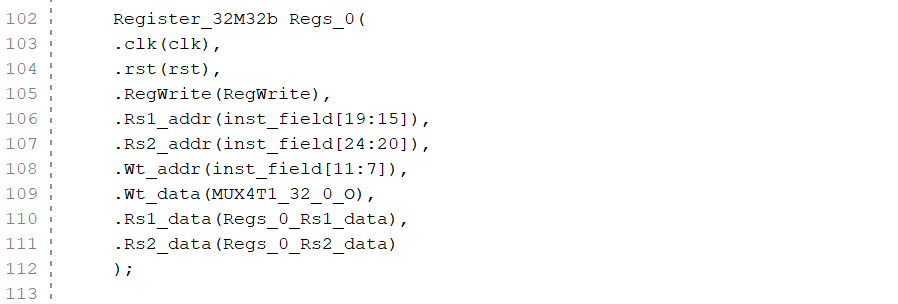 102 Register_32M32b Regs_0(
103 .clk(clk),
104 .rst(rst),
105 .RegWrite(RegWrite),
106 .Rs1_addr(inst_field[19:15]),
107 .Rs2_addr(inst_field[24:20]),
108 .Wt_addr(inst_field[11:7]),
109 .Wt_data(MUX4T1_32_0_O),
110 .Rs1_data(Regs_0_Rs1_data),
111 .Rs2_data(Regs_0_Rs2_data)
112 );
113